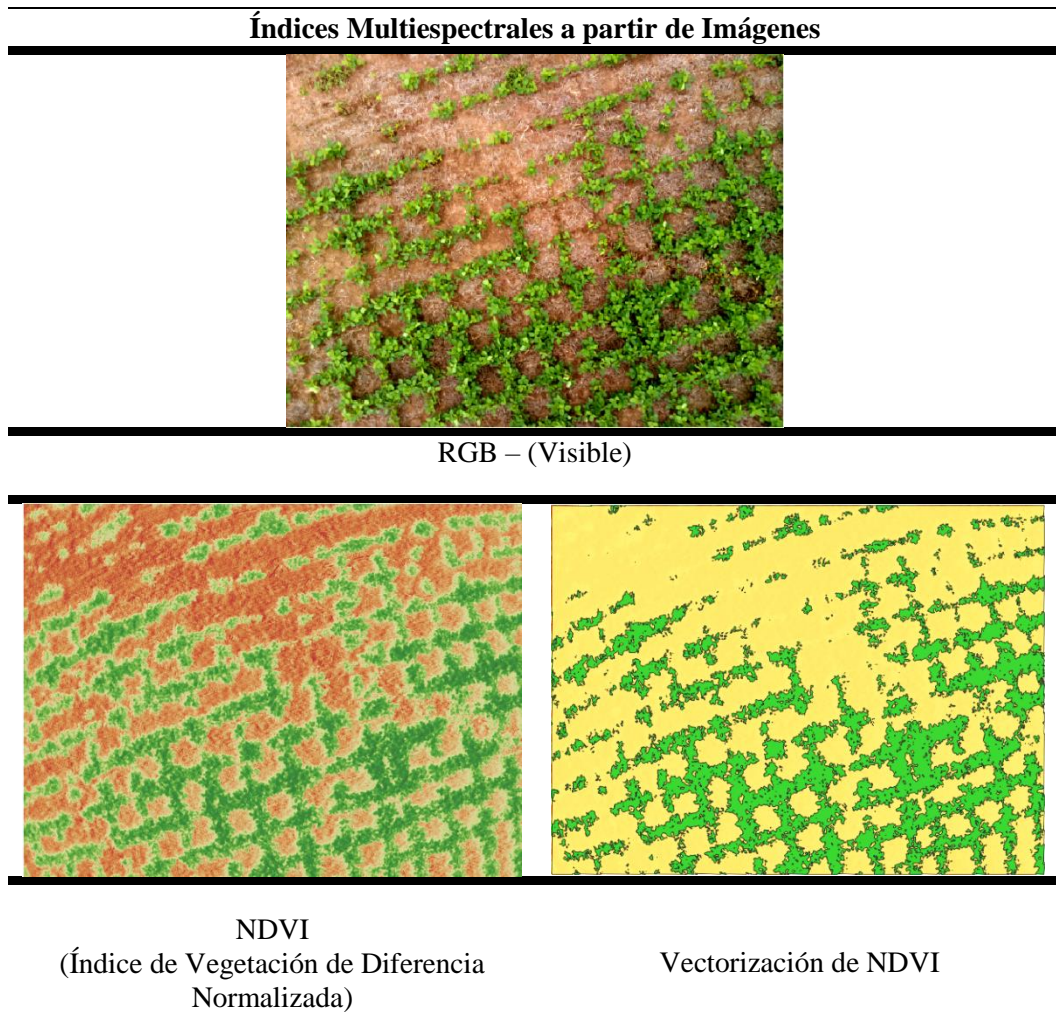 Índices Multiespectrales a partir de Imágenes
RGB – (Visible)
NDVI
(Índice de Vegetación de Diferencia
Normalizada)
Vectorización de NDVI